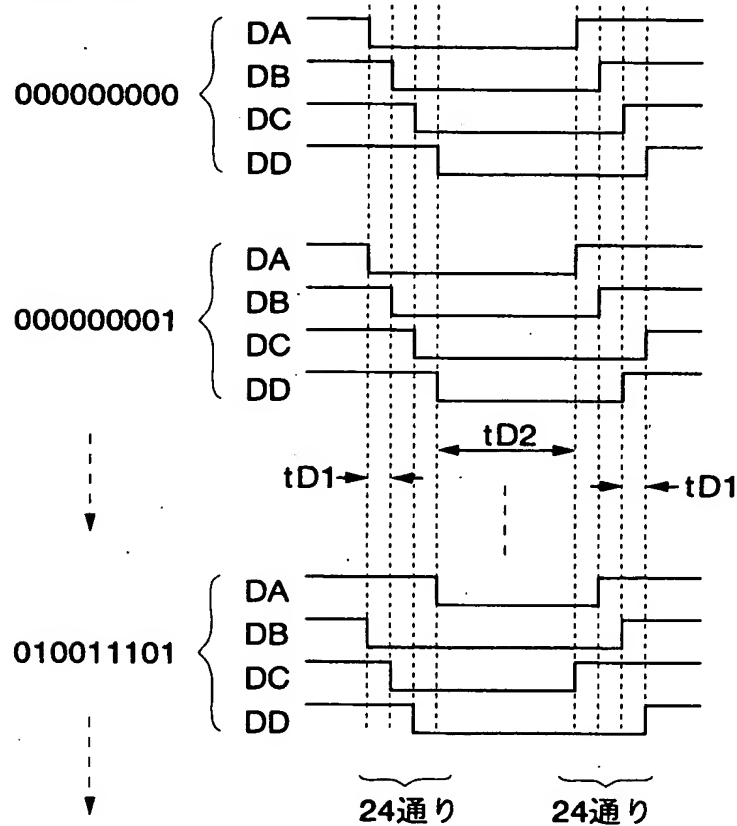 DA
000000000
DB
DC
DD
DA
000000001
DB
DC
DD
tD2
tD1
tD1
DA
010011101
DB
DC
DD
24通り 24通り